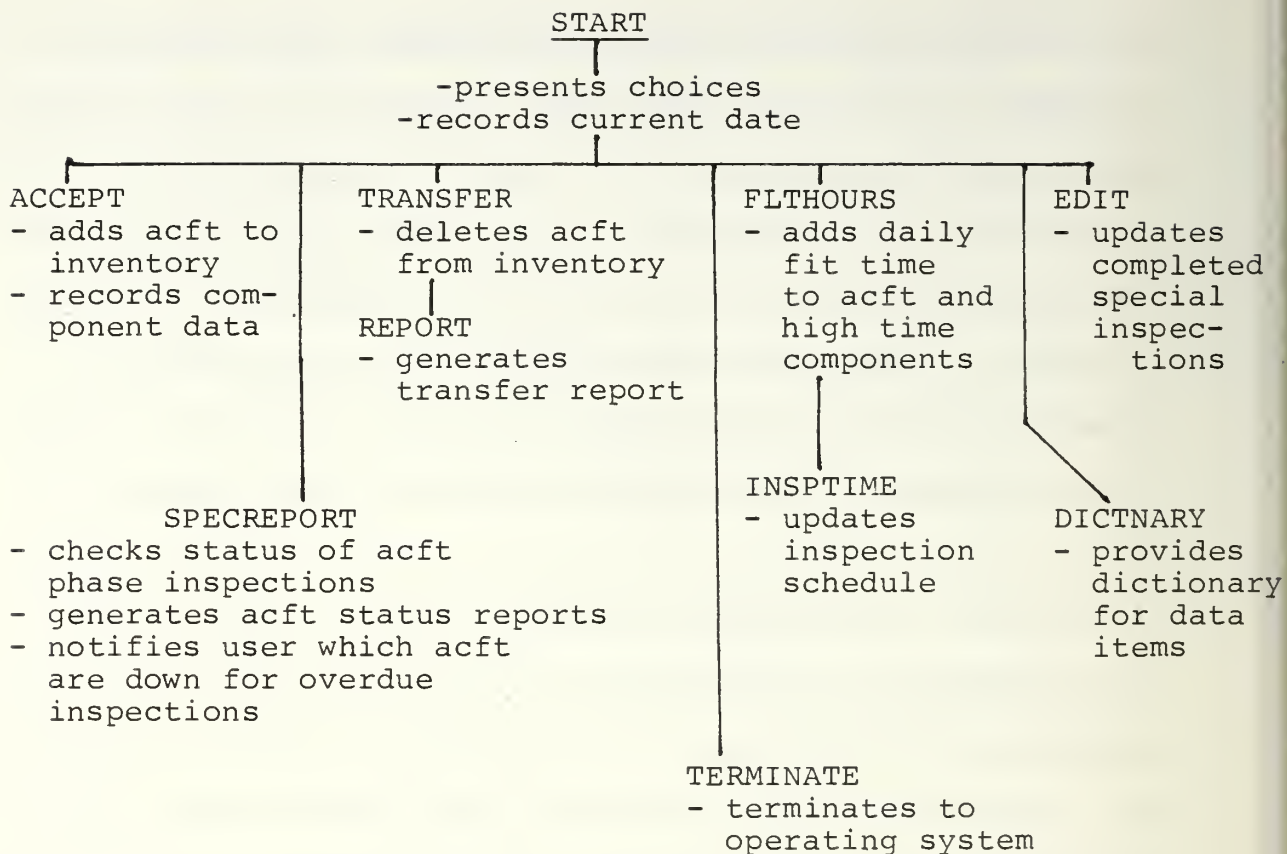 START
-presents choices
-records current date
ACCEPT
- adds acft to
inventory
- records com-
ponent data
TRANSFER
- deletes acft
from inventory
REPORT
- generates
transfer report
FLTHOURS
- adds daily
fit time
to acft and
high time
components
EDIT
- updates
completed
special
inspec-
tions
SPECREPORT
- checks status of acft
phase inspections
- generates acft status reports
- notifies user which acft
are down for overdue
inspections
INSPTIME
- updates
inspection
schedule
DICTNARY
- provides
dictionary
for data
items
TERMINATE
- terminates to
operating system